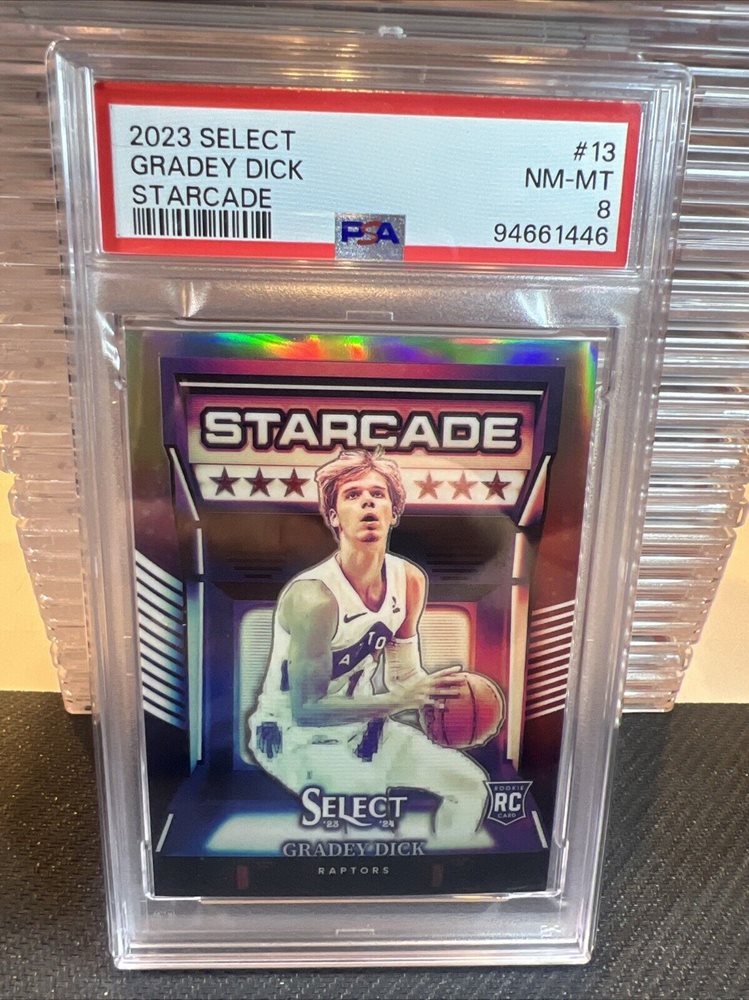 2023 SELECT
#13
GRADEY DICK
NM-MT
STARCADE
8
PSA
94661446
STARCADE
SELECT
'23 '24
ROOKIE
RC
CARD
GRADEY DICK
RAPTORS